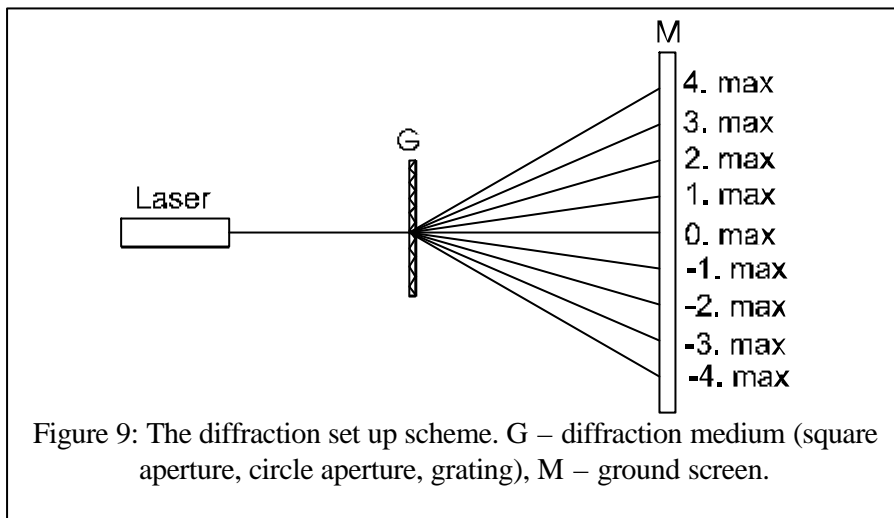 M
4. max
3. max
G
2. max
Laser
1. max
0. max
-1. max
-2. max
-3. max
-4. max
Figure 9: The diffraction set up scheme. G – diffraction medium (square
aperture, circle aperture, grating), M – ground screen.